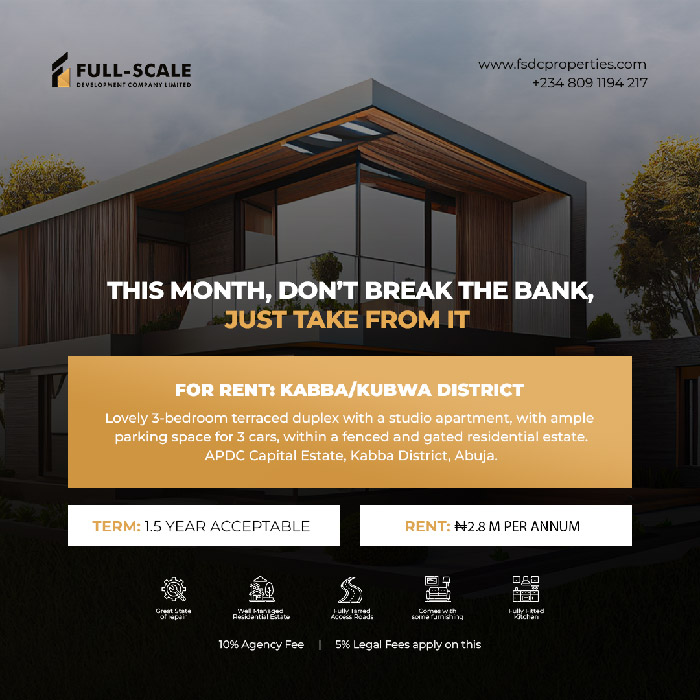 FULL-SCALE
DEVELOPMENT COMPANY LIMITED
www.fsdcproperties.com
+234 809 1194 217
THIS MONTH, DON'T BREAK THE BANK,
JUST TAKE FROM IT
FOR RENT: KABBA/KUBWA DISTRICT
Lovely 3-bedroom terraced duplex with a studio apartment, with ample
parking space for 3 cars, within a fenced and gated residential estate.
APDC Capital Estate, Kabba District, Abuja.
TERM: 1.5 YEAR ACCEPTABLE
RENT: ₦2.8 M PER ANNUM
Great State
of repair
Well Managed
Residential Estate
Fully Tarred
Access Roads
Comes with
some furnishing
Fully Fitted
Kitchen
10% Agency Fee | 5% Legal Fees apply on this